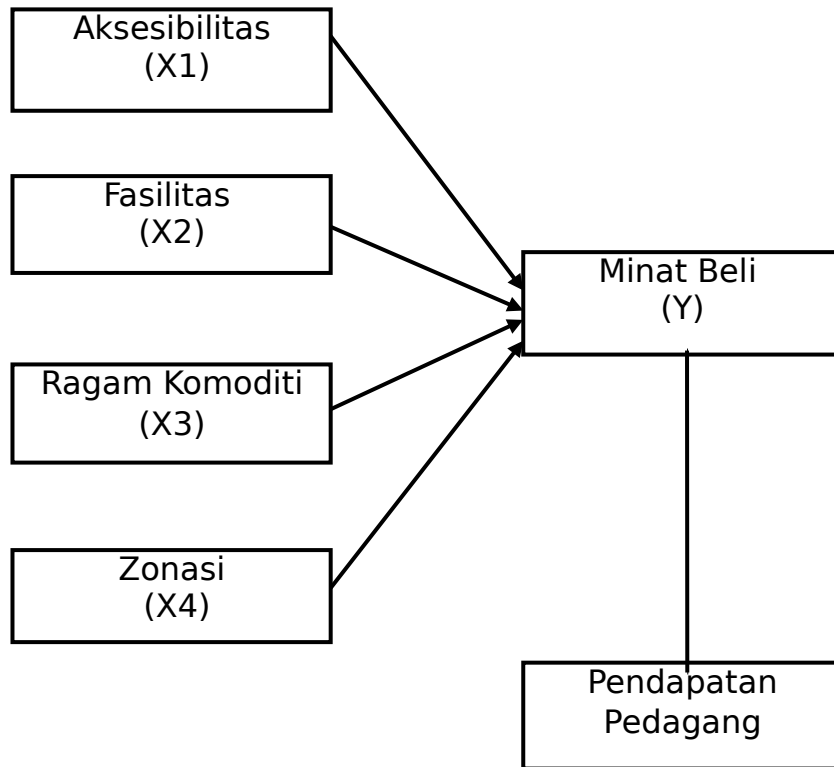 Aksesibilitas
(X1)
Fasilitas
(X2)
Ragam Komoditi
(X3)
Zonasi
(X4)
Minat Beli
(Y)
Pendapatan
Pedagang